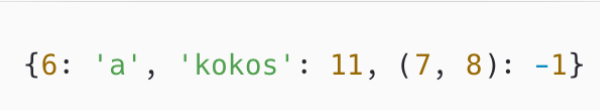 {6: 'a', 'kokos': 11, (7, 8): -1}